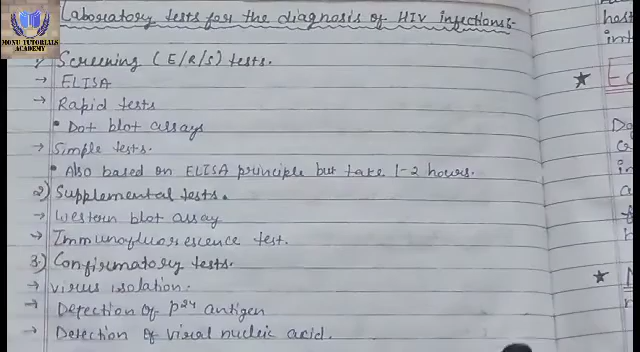 MONU TUTORIALS
ACADEMY
Laboratory tests for the diagnosis of HIV infections:-
1) Screening (E/R/S) tests.
→ ELISA
→ Rapid tests
• Dot blot assays
→ Simple tests.
• Also based on ELISA principle but take 1-2 hours.
2) Supplemental tests.
→ Western blot assay
→ Immunofluorescence test.
3.) Confirmatory tests.
→ Virus isolation.
→ Detection of P24 antigen
→ Detection of viral nucleic acid.